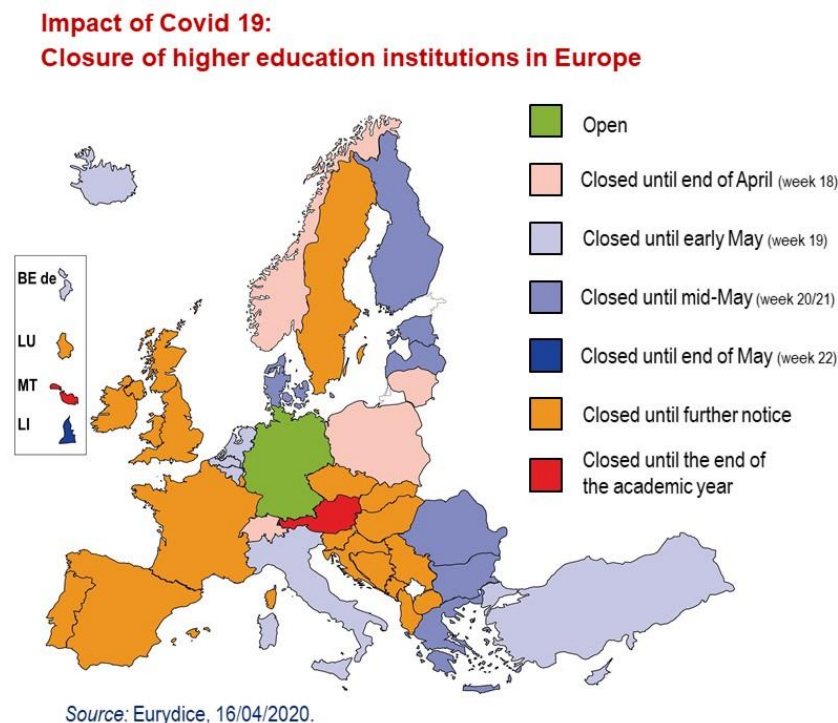 Impact of Covid 19:
Closure of higher education institutions in Europe
Open
Closed until end of April (week 18)
Closed until early May (week 19)
BE de
Closed until mid-May (week 20/21)
LU
Closed until end of May (week 22)
MT
Closed until further notice
LI
Closed until the end of
the academic year
Source: Eurydice, 16/04/2020.